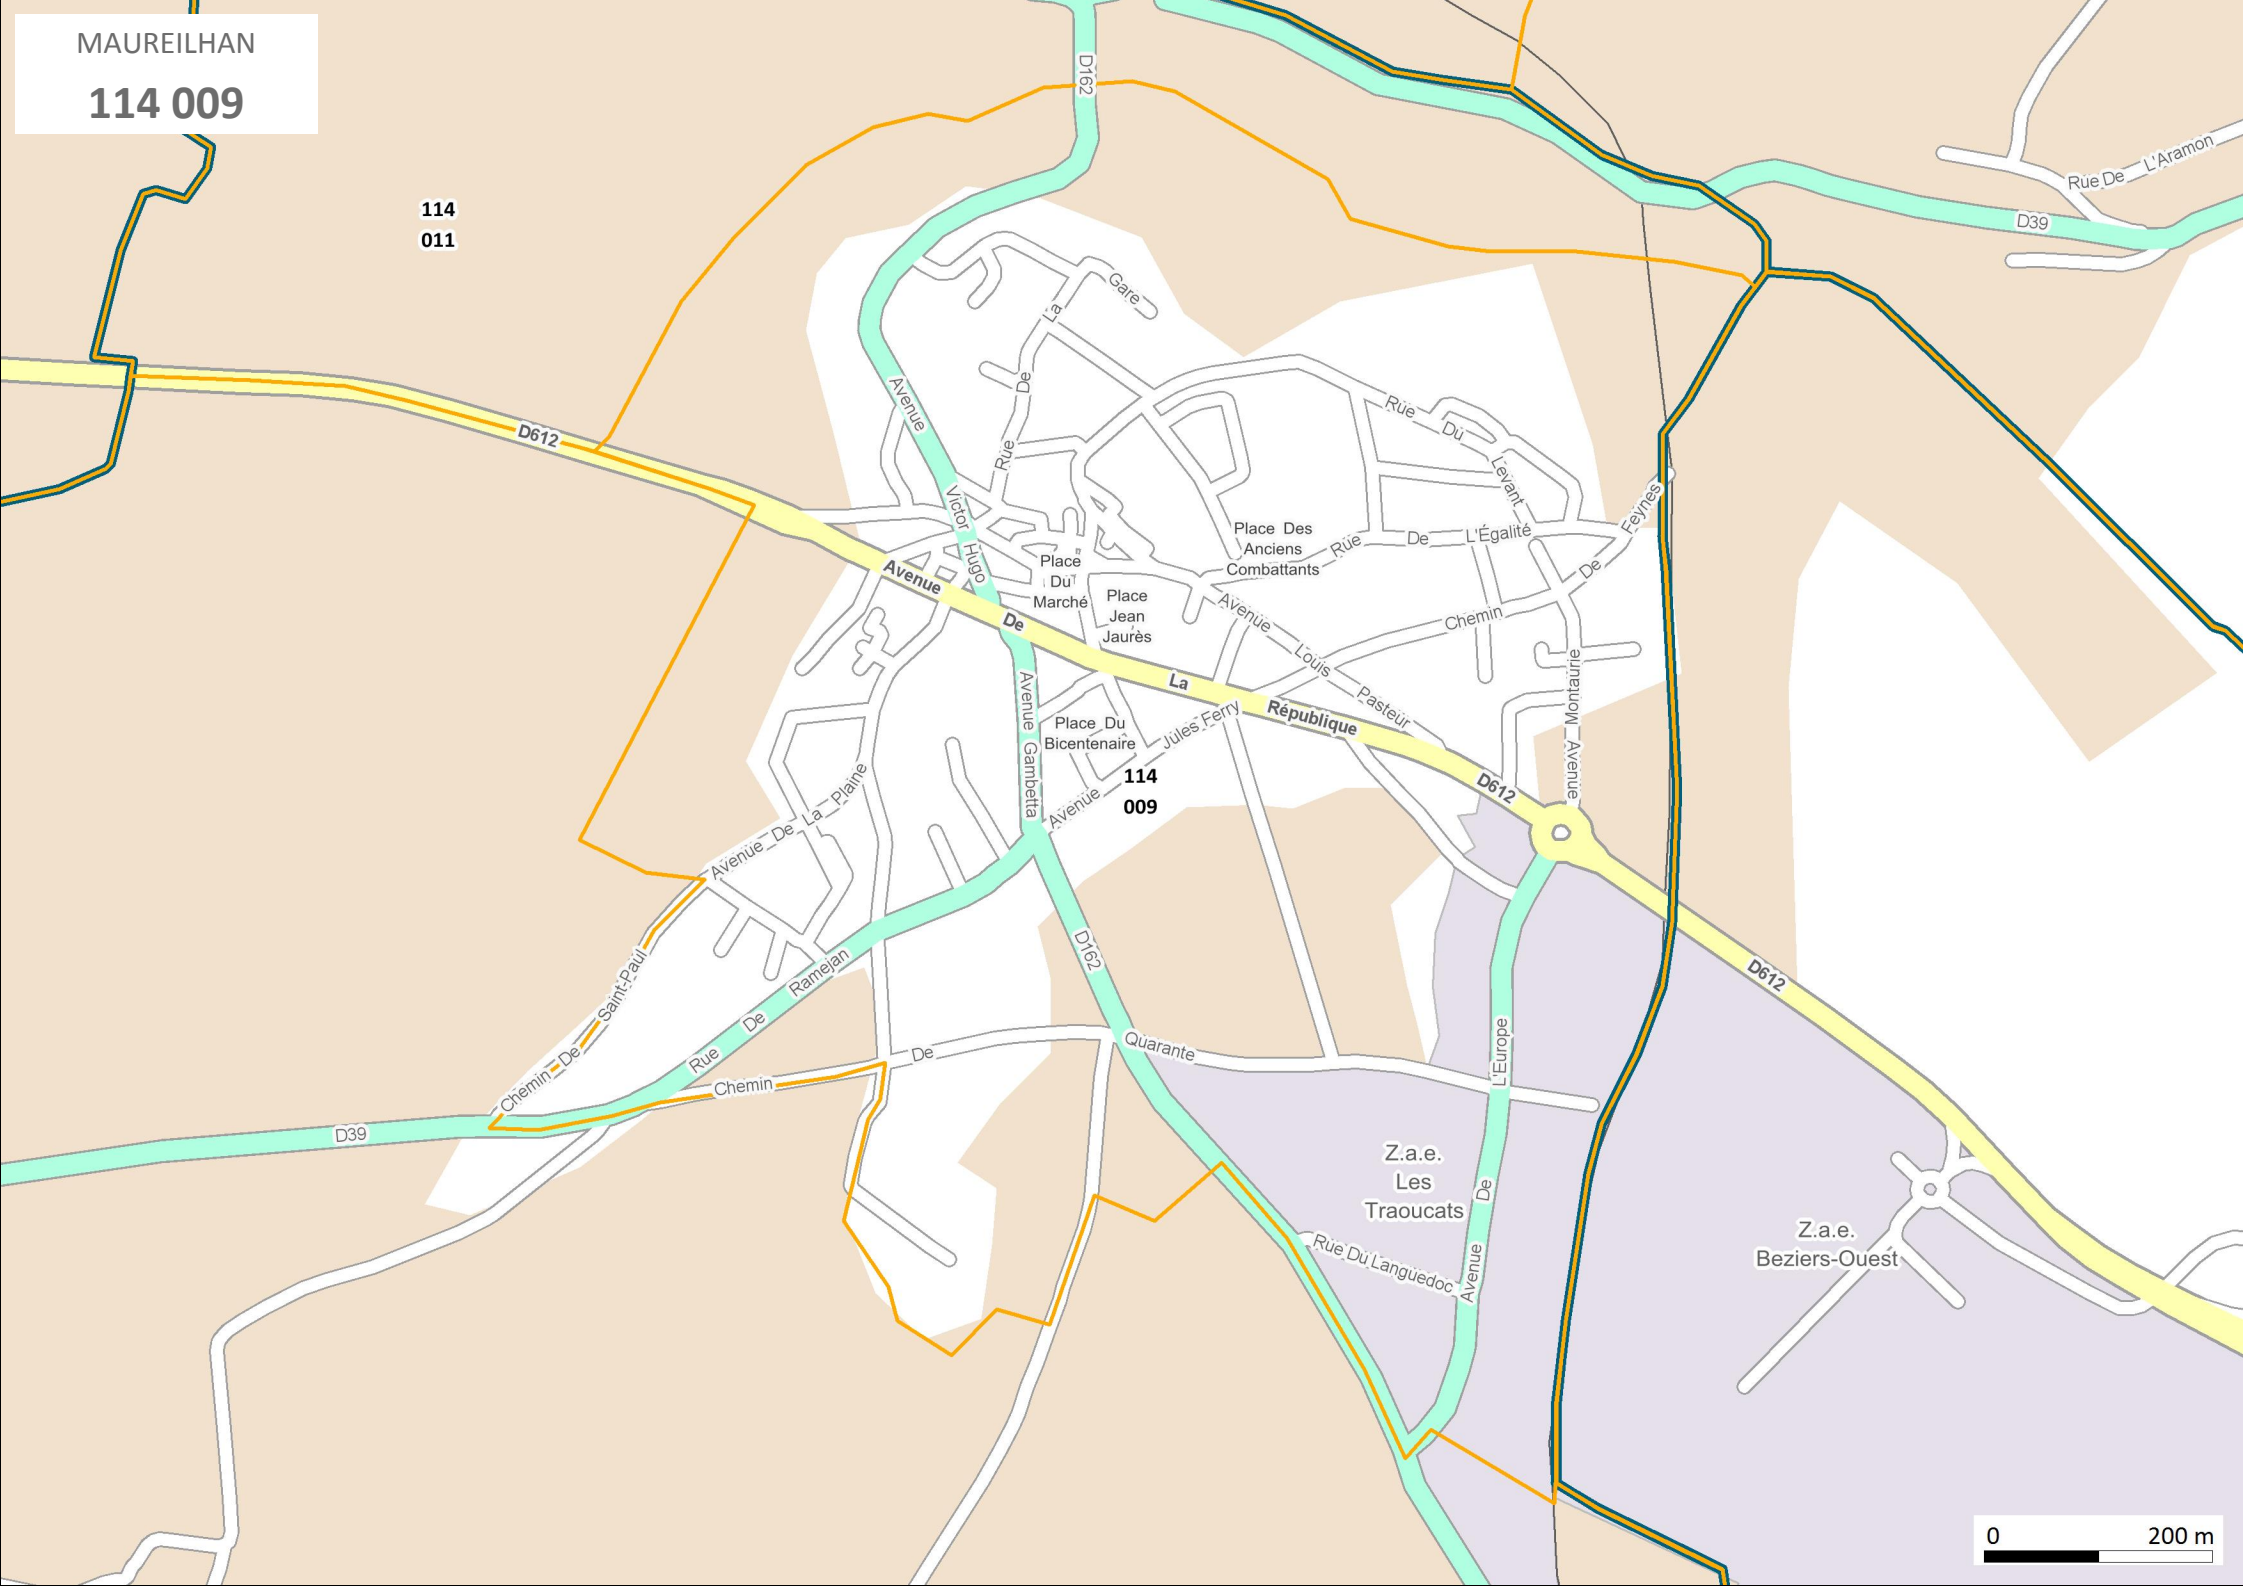 MAUREILHAN
114 009
D162
114
011
Rue De L'Aramon
D39
Rue De La Gare
Avenue Victor Hugo
Rue Du Levant
D612
Place Des
Anciens
Combattants
Rue De L'Égalité
Chemin De Feynes
Place
Du
Marché
Place
Jean
Jaurès
Avenue De La République
Avenue Louis Pasteur
Avenue Montaurie
Avenue Gambetta
Place Du
Bicentenaire
Avenue Jules Ferry
114
009
D612
Avenue De La Plaine
D162
D612
Chemin De Saint-Paul
Rue De Ramejan
Chemin De Quarante
D39
Avenue De L'Europe
Z.a.e.
Les
Traoucats
Rue Du Languedoc
Z.a.e.
Beziers-Ouest
0 200 m